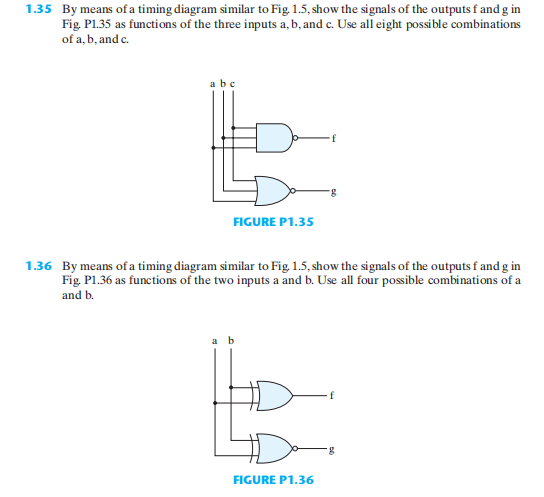 1.35 By means of a timing diagram similar to Fig. 1.5, show the signals of the outputs f and g in
Fig. P1.35 as functions of the three inputs a, b, and c. Use all eight possible combinations
of a, b, and c.
a b c
f
g
FIGURE P1.35
1.36 By means of a timing diagram similar to Fig. 1.5, show the signals of the outputs f and g in
Fig. P1.36 as functions of the two inputs a and b. Use all four possible combinations of a
and b.
a b
f
g
FIGURE P1.36